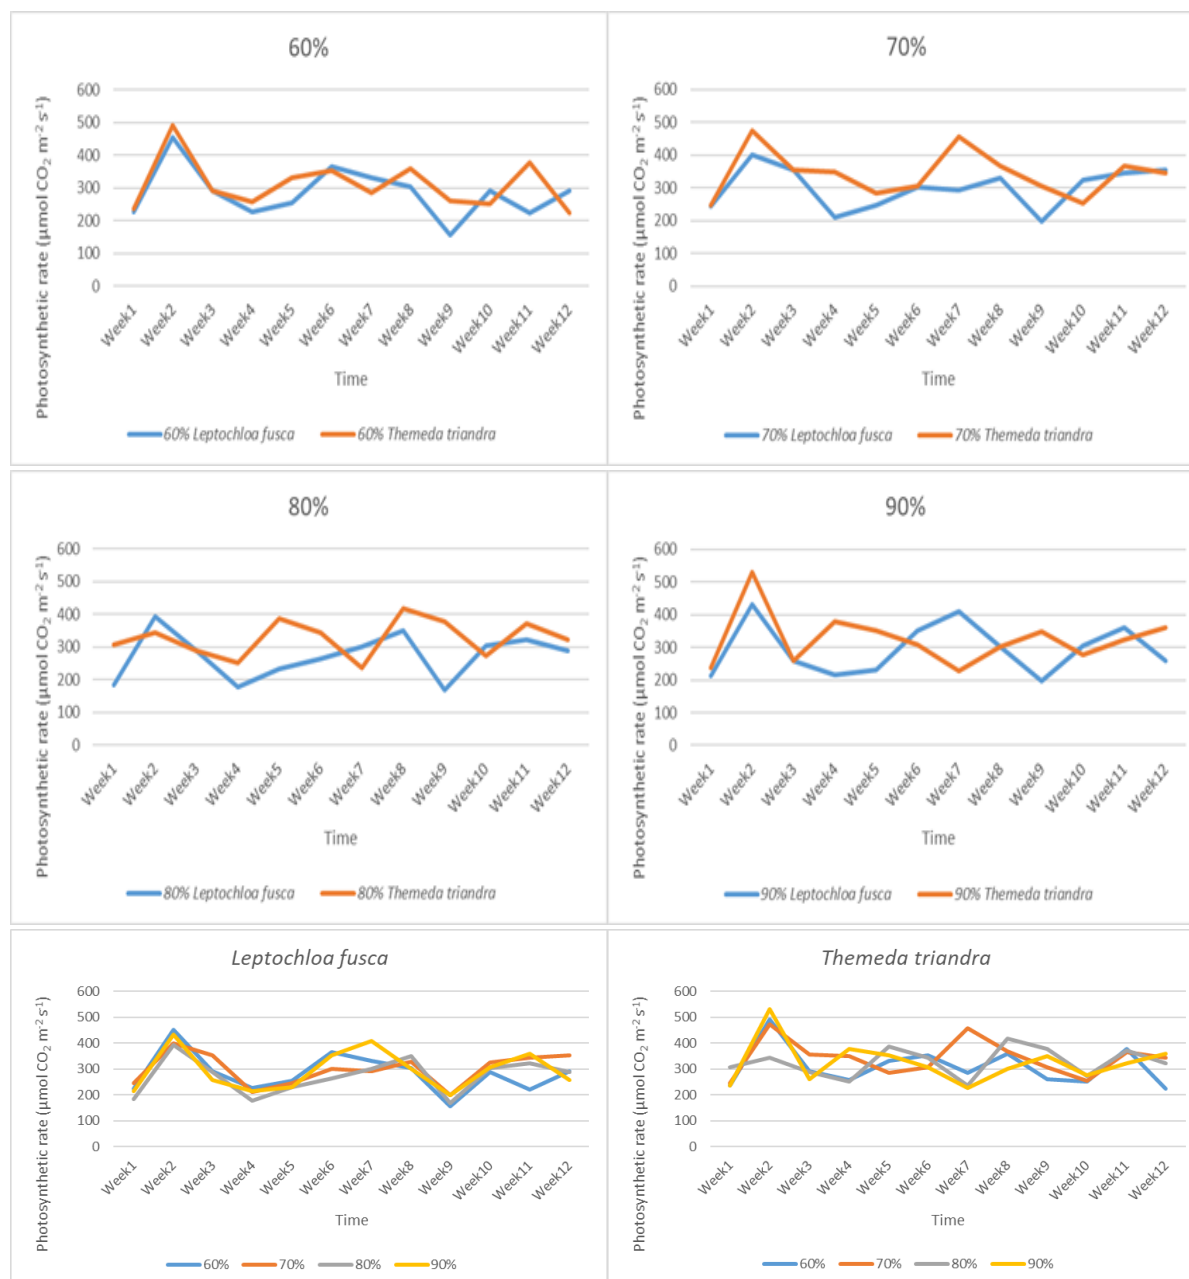 60%
Photosynthetic rate (µmol CO₂ m⁻² s⁻¹)
600
500
400
300
200
100
0
Week1 Week2 Week3 Week4 Week5 Week6 Week7 Week8 Week9 Week10 Week11 Week12
Time
60% Leptochloa fusca 60% Themeda triandra
70%
Photosynthetic rate (µmol CO₂ m⁻² s⁻¹)
600
500
400
300
200
100
0
Week1 Week2 Week3 Week4 Week5 Week6 Week7 Week8 Week9 Week10 Week11 Week12
Time
70% Leptochloa fusca 70% Themeda triandra
80%
Photosynthetic rate (µmol CO₂ m⁻² s⁻¹)
600
500
400
300
200
100
0
Week1 Week2 Week3 Week4 Week5 Week6 Week7 Week8 Week9 Week10 Week11 Week12
Time
80% Leptochloa fusca 80% Themeda triandra
90%
Photosynthetic rate (µmol CO₂ m⁻² s⁻¹)
600
500
400
300
200
100
0
Week1 Week2 Week3 Week4 Week5 Week6 Week7 Week8 Week9 Week10 Week11 Week12
Time
90% Leptochloa fusca 90% Themeda triandra
Leptochloa fusca
Photosynthetic rate (µmol CO₂ m⁻² s⁻¹)
600
500
400
300
200
100
0
Week1 Week2 Week3 Week4 Week5 Week6 Week7 Week8 Week9 Week10 Week11 Week12
Time
60% 70% 80% 90%
Themeda triandra
Photosynthetic rate (µmol CO₂ m⁻² s⁻¹)
600
500
400
300
200
100
0
Week1 Week2 Week3 Week4 Week5 Week6 Week7 Week8 Week9 Week10 Week11 Week12
Time
60% 70% 80% 90%